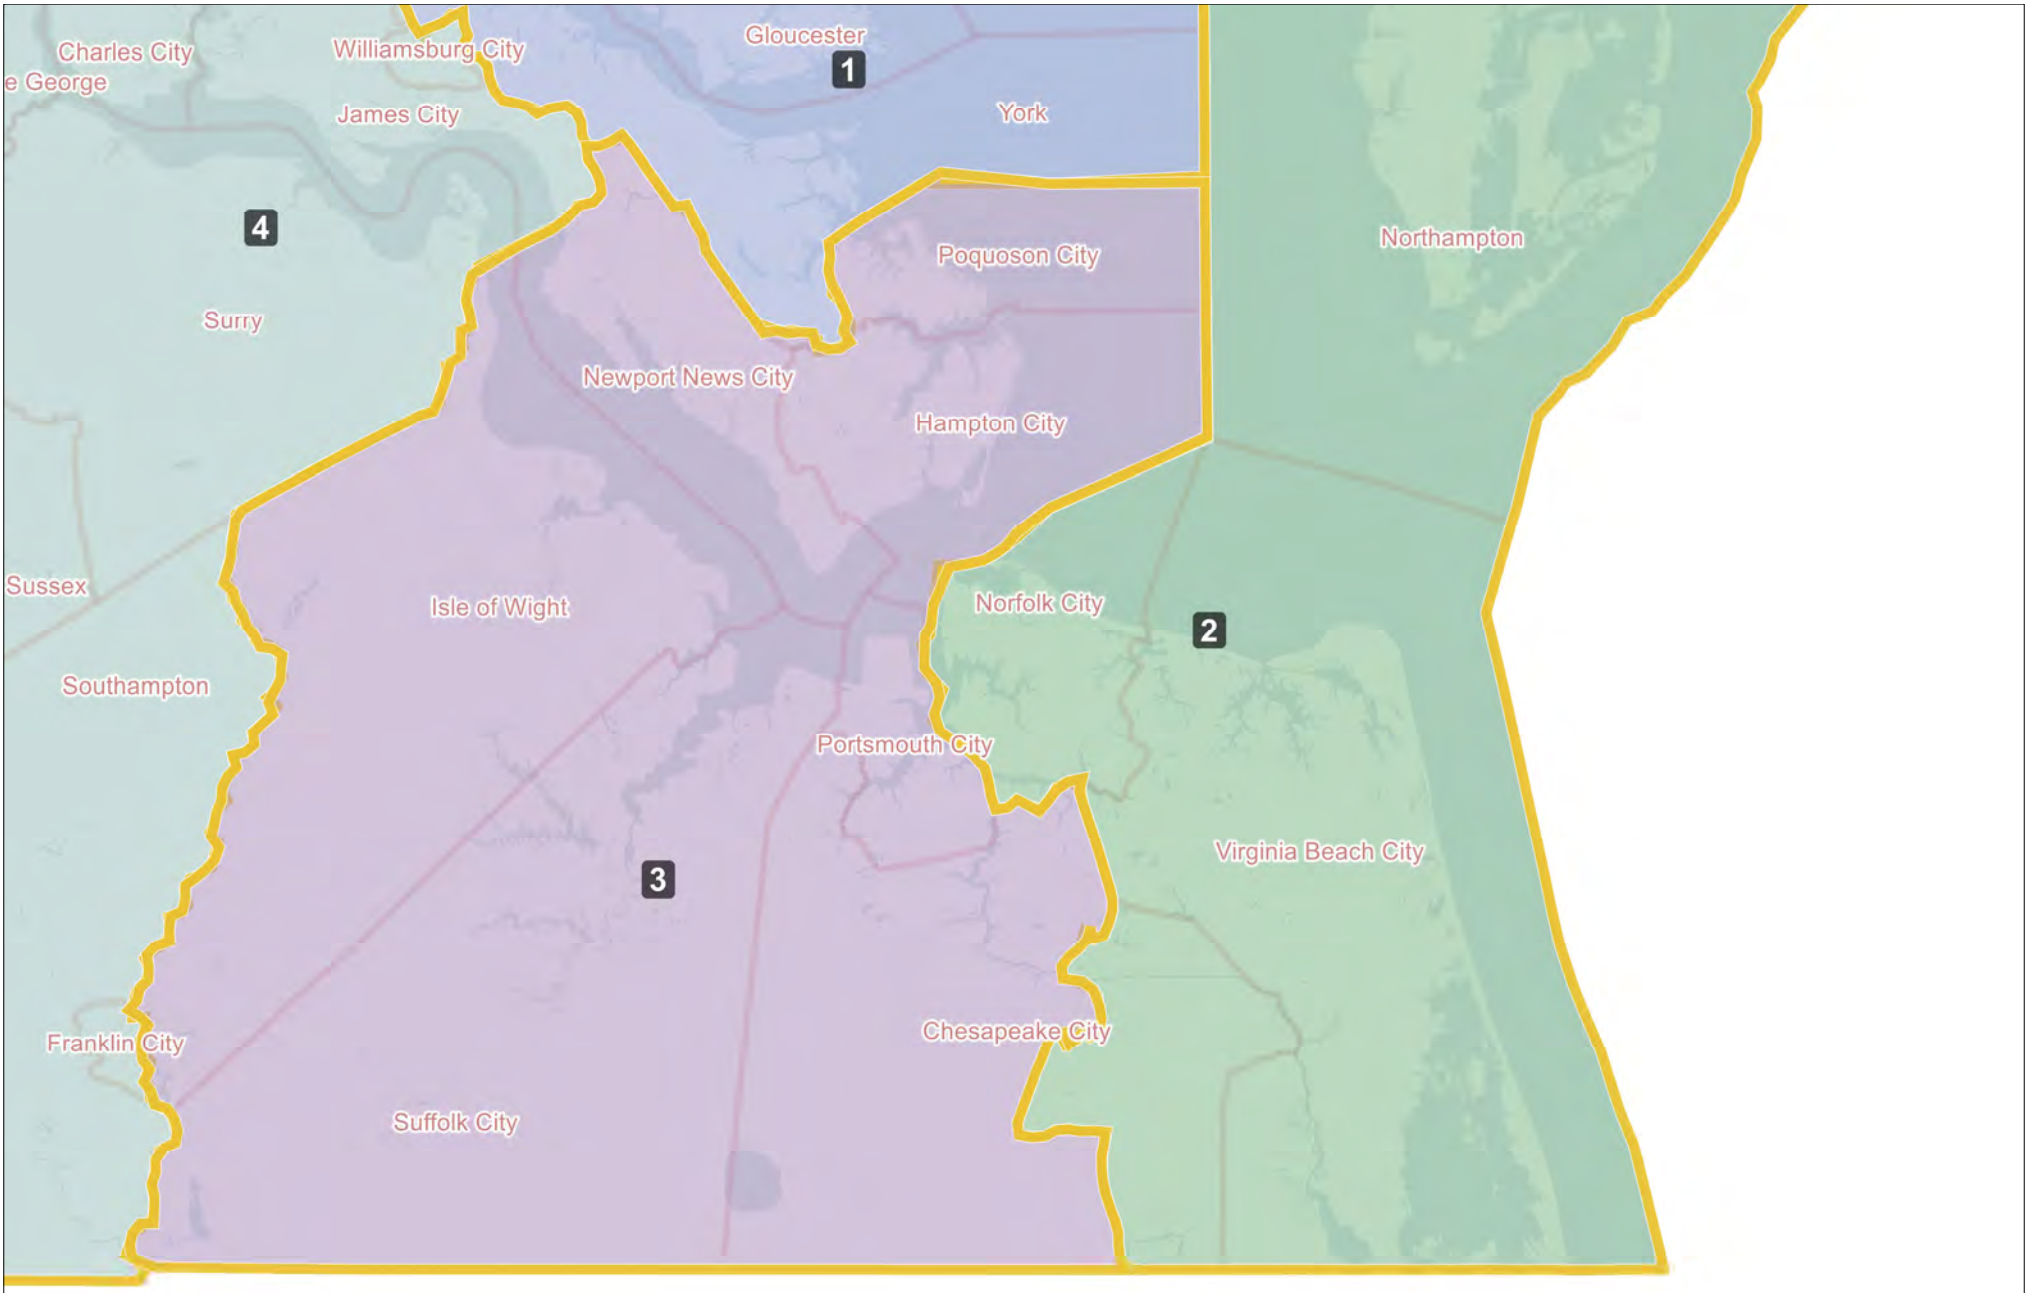 Gloucester
Charles City
Williamsburg City
1
e George
York
James City
4
Northampton
Poquoson City
Surry
Newport News City
Hampton City
Sussex
Isle of Wight
Norfolk City
2
Southampton
Portsmouth City
Virginia Beach City
3
Chesapeake City
Franklin City
Suffolk City